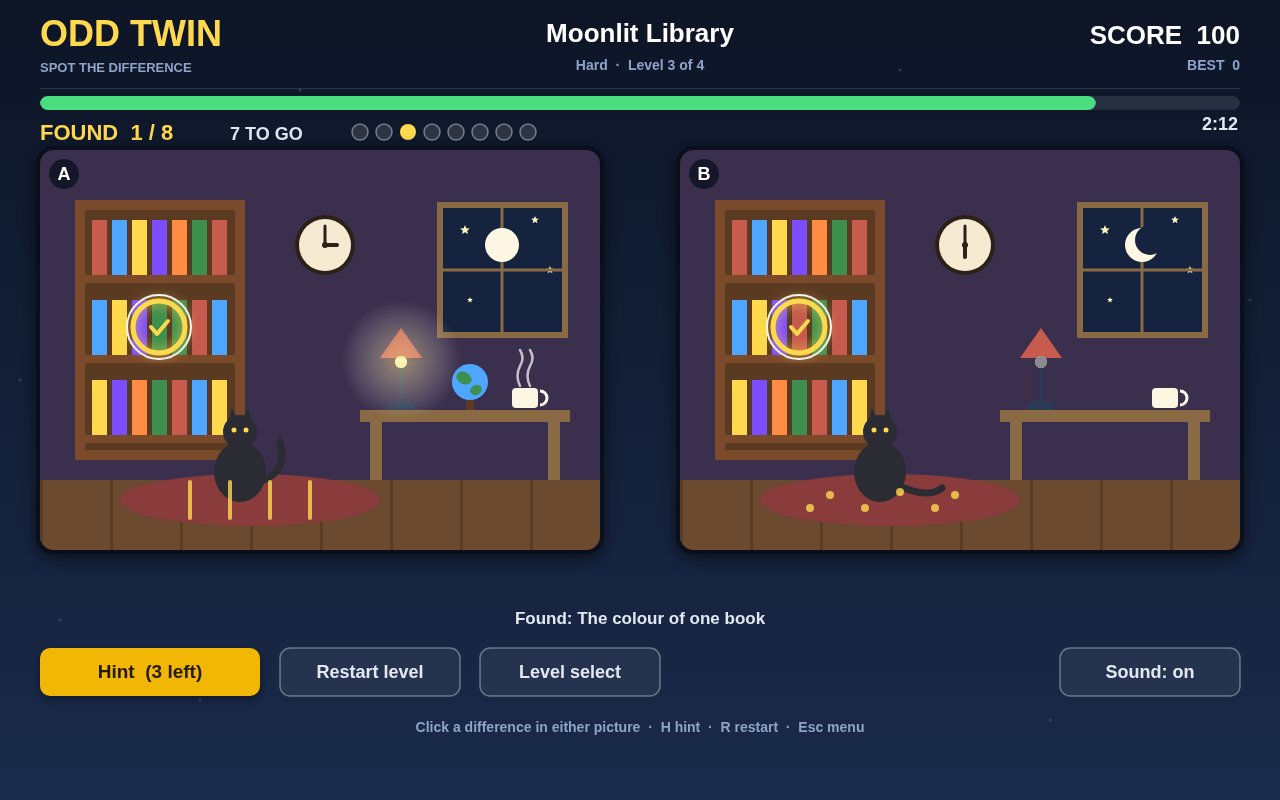 ODD TWIN
SPOT THE DIFFERENCE
Moonlit Library
Hard · Level 3 of 4
SCORE 100
BEST 0
FOUND 1 / 8
7 TO GO
2:12
A
B
Found: The colour of one book
Hint (3 left)
Restart level
Level select
Sound: on
Click a difference in either picture · H hint · R restart · Esc menu